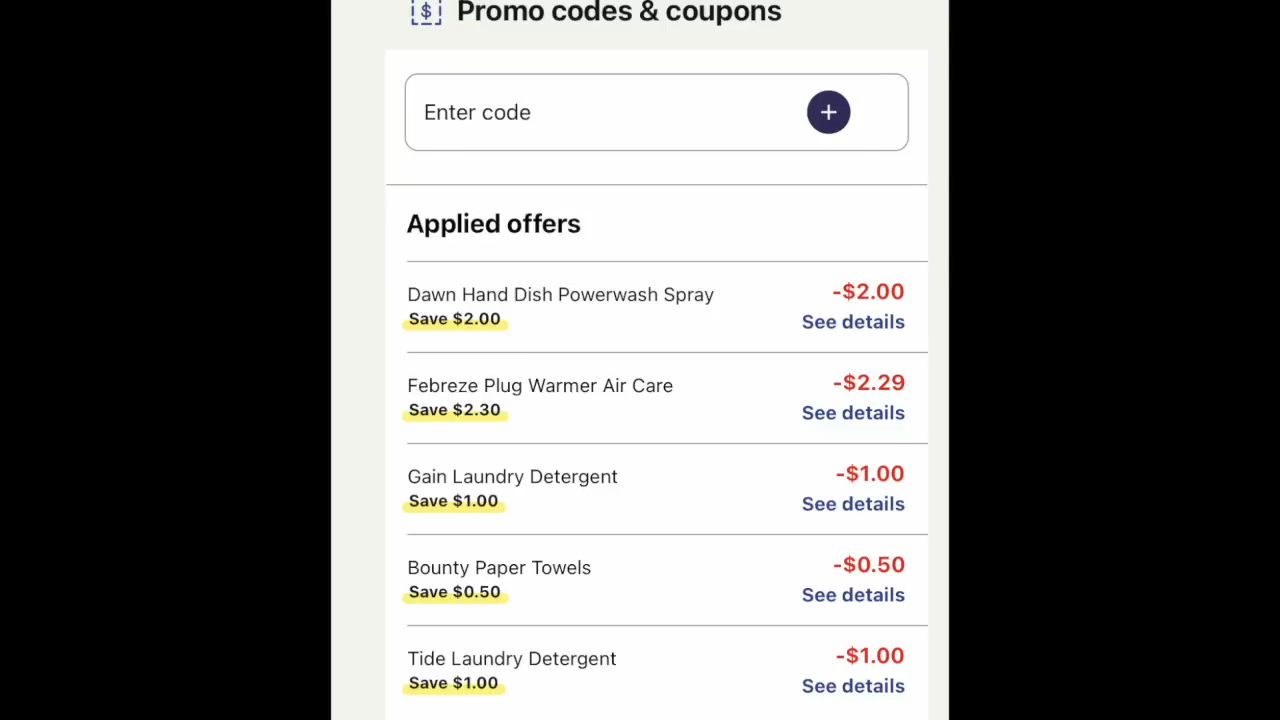 $ Promo codes & coupons
Enter code
Applied offers
Dawn Hand Dish Powerwash Spray -$2.00
Save $2.00 See details
Febreze Plug Warmer Air Care -$2.29
Save $2.30 See details
Gain Laundry Detergent -$1.00
Save $1.00 See details
Bounty Paper Towels -$0.50
Save $0.50 See details
Tide Laundry Detergent -$1.00
Save $1.00 See details